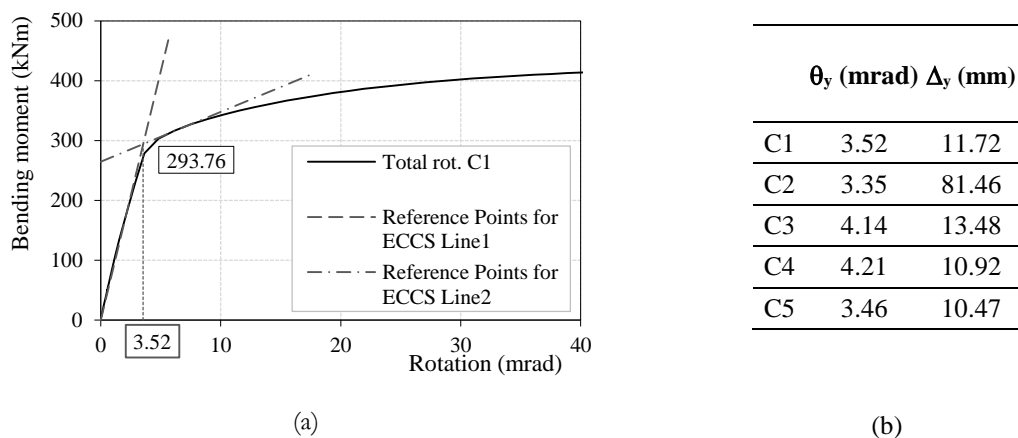 Bending moment (kNm)
500
400
300
200
100
0
293.76
3.52
Total rot. C1
Reference Points for
ECCS Line1
Reference Points for
ECCS Line2
0 10 20 30 40
Rotation (mrad)
(a)
θy (mrad) Δy (mm)
C1 3.52 11.72
C2 3.35 81.46
C3 4.14 13.48
C4 4.21 10.92
C5 3.46 10.47
(b)